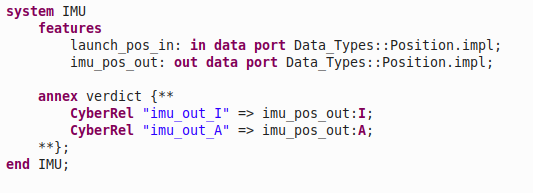 system IMU
    features
        launch_pos_in: in data port Data_Types::Position.impl;
        imu_pos_out: out data port Data_Types::Position.impl;

    annex verdict {**
        CyberRel "imu_out_I" => imu_pos_out:I;
        CyberRel "imu_out_A" => imu_pos_out:A;
    **};
end IMU;